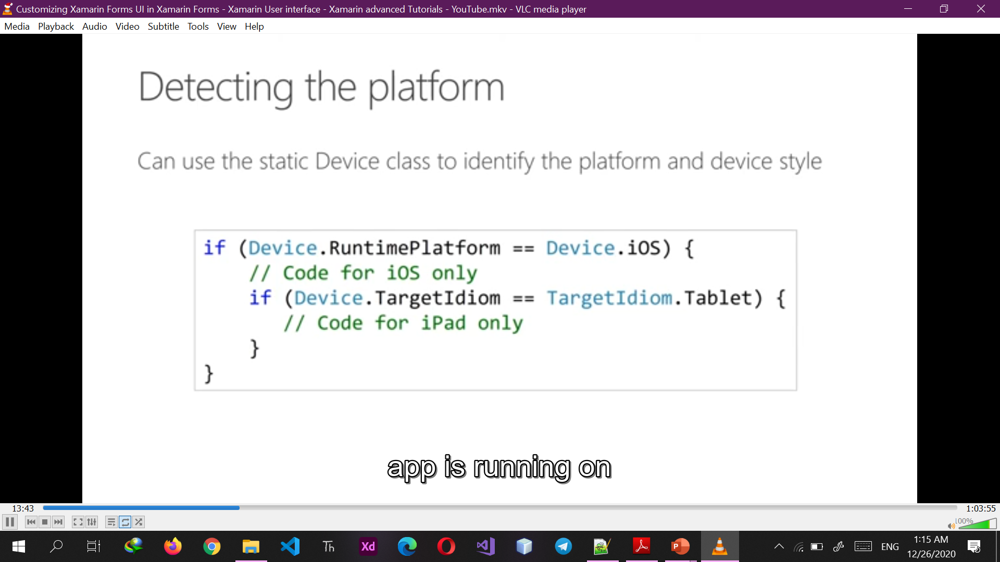 Customizing Xamarin Forms UI in Xamarin Forms - Xamarin User interface - Xamarin advanced Tutorials - YouTube.mkv - VLC media player
Media Playback Audio Video Subtitle Tools View Help
Detecting the platform
Can use the static Device class to identify the platform and device style
if (Device.RuntimePlatform == Device.iOS) {
// Code for iOS only
if (Device.TargetIdiom == TargetIdiom.Tablet) {
// Code for iPad only
}
}
app is running on
13:43 1:03:55
100%
Th Xd P ENG 1:15 AM
12/26/2020